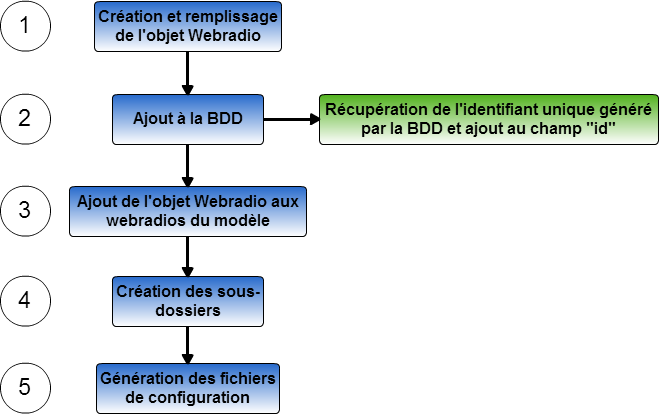 1
Création et remplissage
de l'objet Webradio
2
Ajout à la BDD
Récupération de l'identifiant unique généré
par la BDD et ajout au champ "id"
3
Ajout de l'objet Webradio aux
webradios du modèle
4
Création des sous-
dossiers
5
Génération des fichiers
de configuration